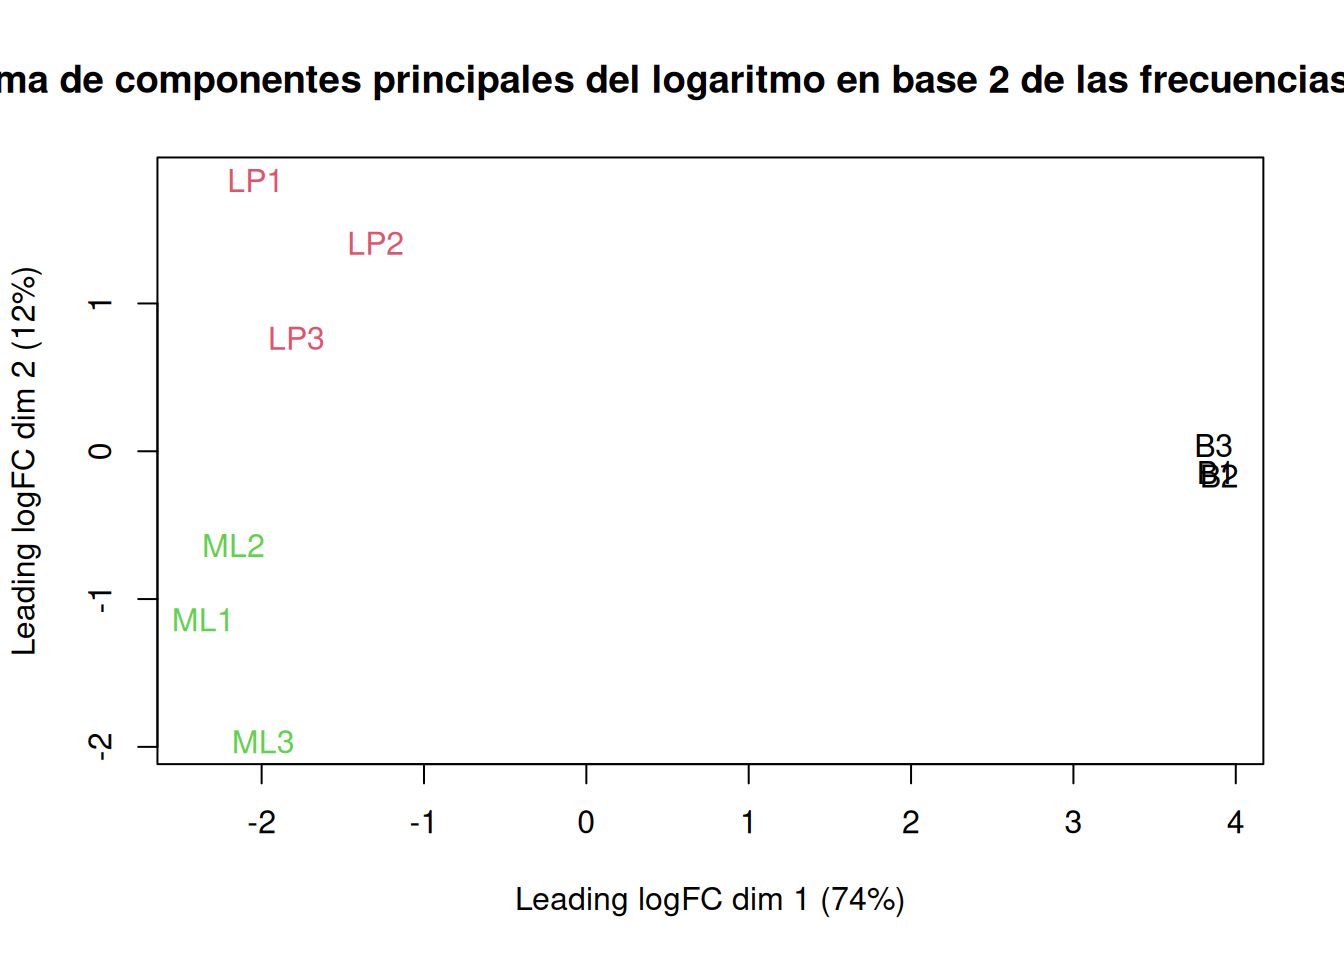 ma de componentes principales del logaritmo en base 2 de las frecuencias
LP1
LP2
LP3
B3
B1
B2
ML2
ML1
ML3
1
0
-1
-2
Leading logFC dim 2 (12%)
-2 -1 0 1 2 3 4
Leading logFC dim 1 (74%)